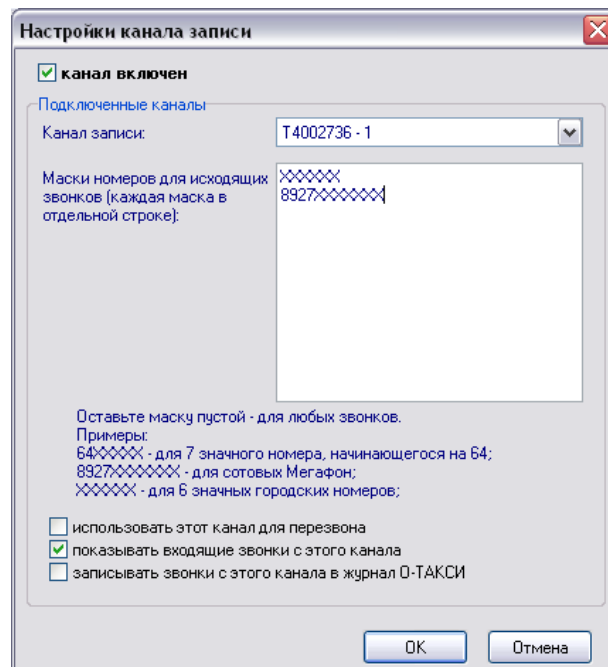 Настройки канала записи
канал включен
Подключенные каналы
Канал записи:
T4002736 - 1
Маски номеров для исходящих
звонков (каждая маска в
отдельной строке):
XXXXXX
8927XXXXXXX
Оставьте маску пустой - для любых звонков.
Примеры:
64XXXXX - для 7 значного номера, начинающегося на 64;
8927XXXXXXX - для сотовых Мегафон;
XXXXXX - для 6 значных городских номеров;
использовать этот канал для перезвона
показывать входящие звонки с этого канала
записывать звонки с этого канала в журнал О-ТАКСИ
OK
Отмена